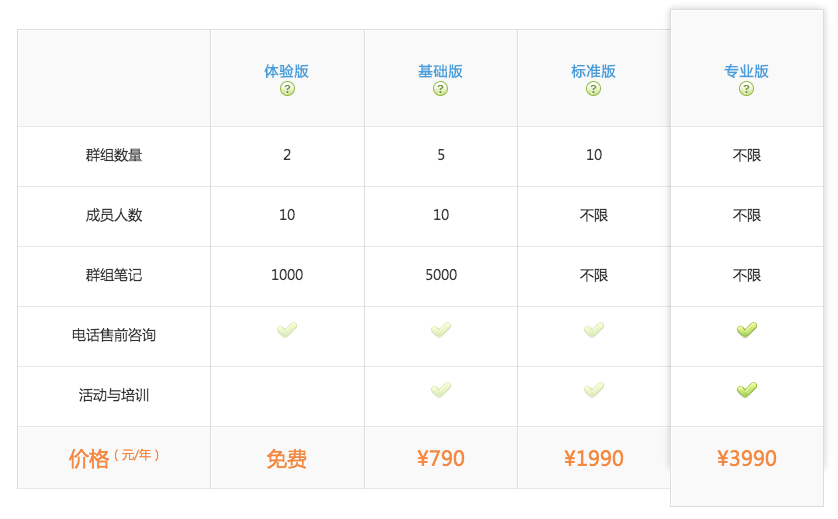 体验版 基础版 标准版 专业版
? ? ? ?
群组数量 2 5 10 不限
成员人数 10 10 不限 不限
群组笔记 1000 5000 不限 不限
电话售前咨询
活动与培训
价格（元/年） 免费 ¥790 ¥1990 ¥3990